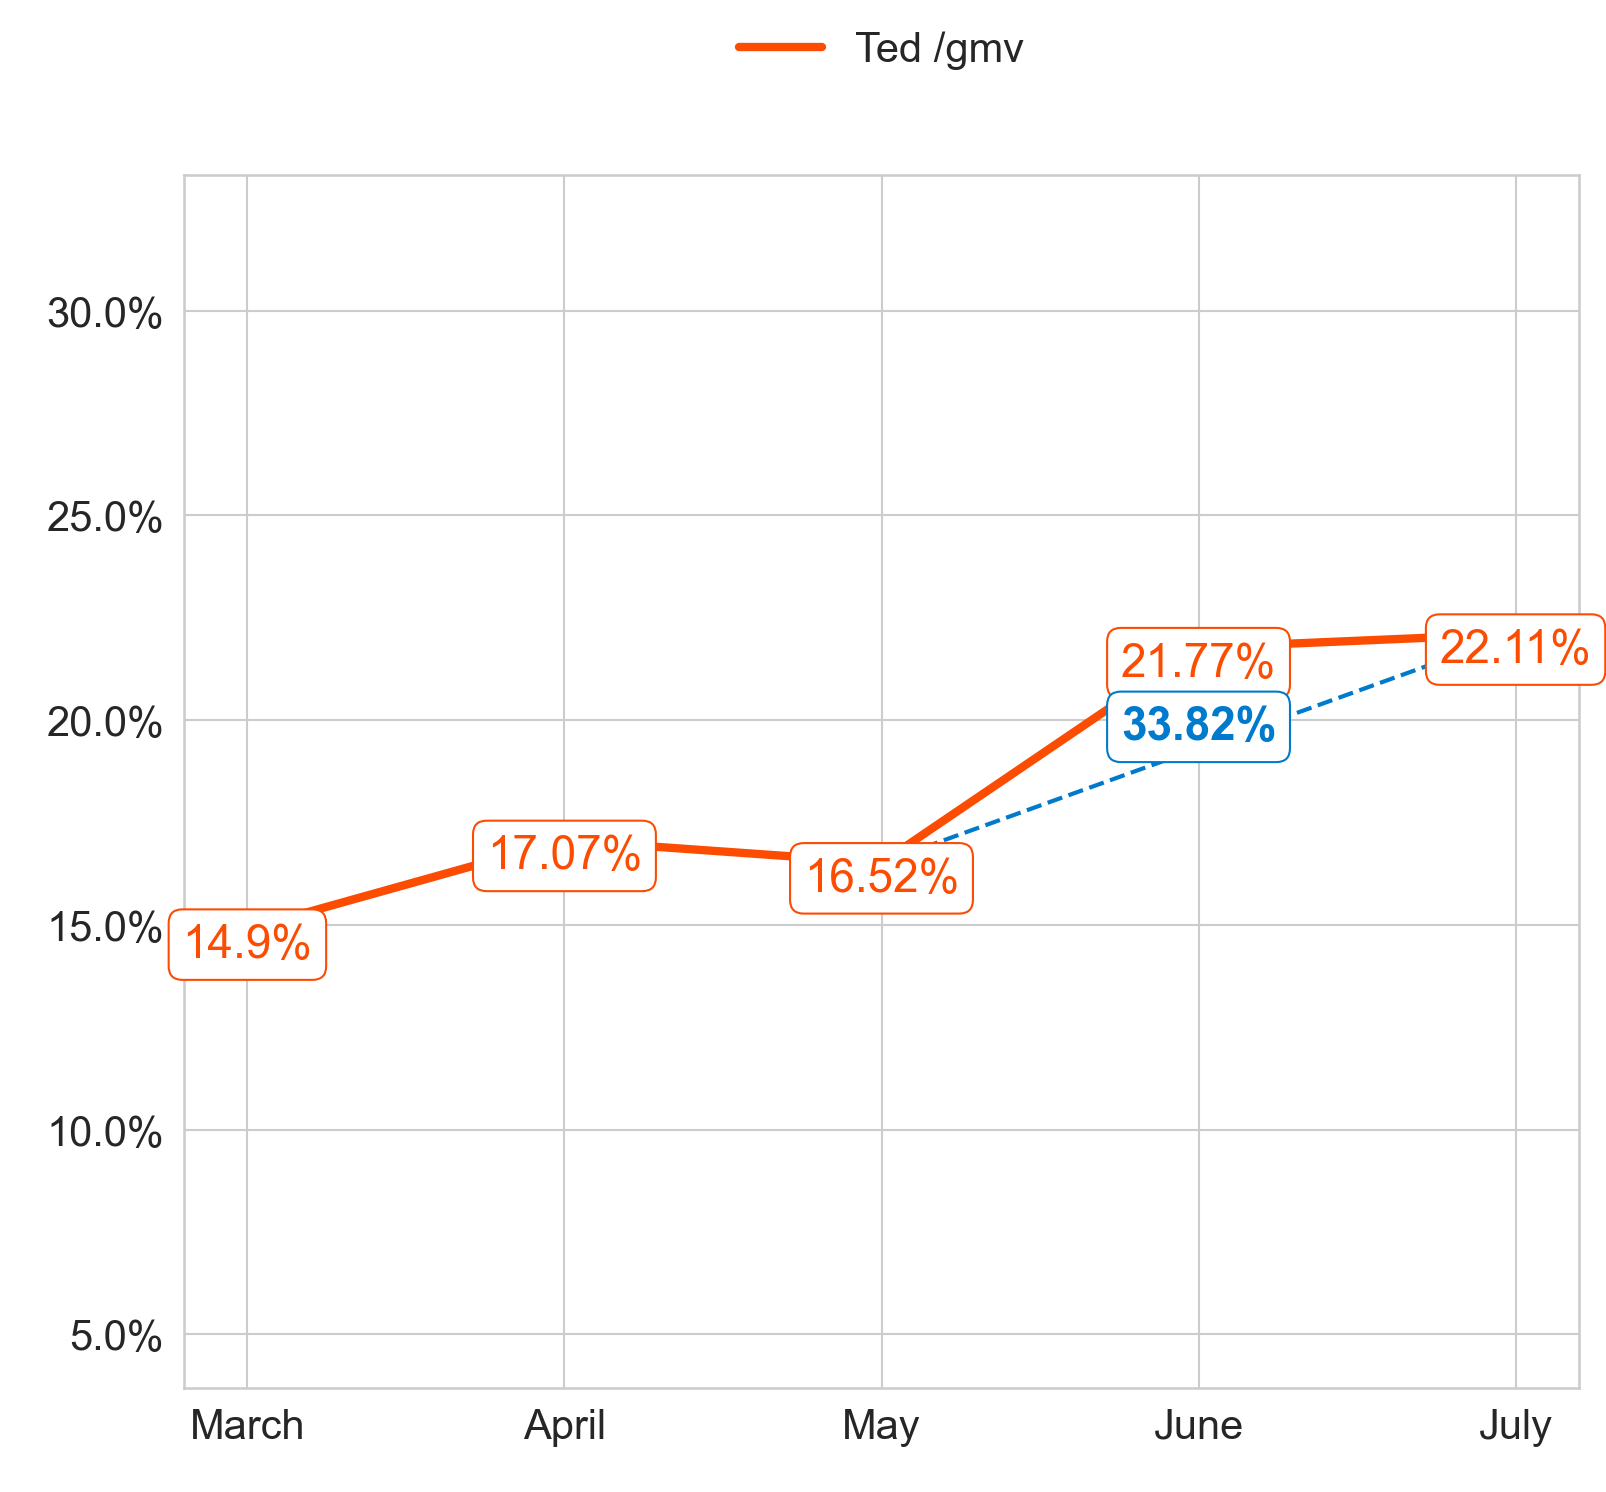 Ted /gmv
30.0%
25.0%
20.0%
15.0%
10.0%
5.0%
14.9%
17.07%
16.52%
21.77%
33.82%
22.11%
March
April
May
June
July